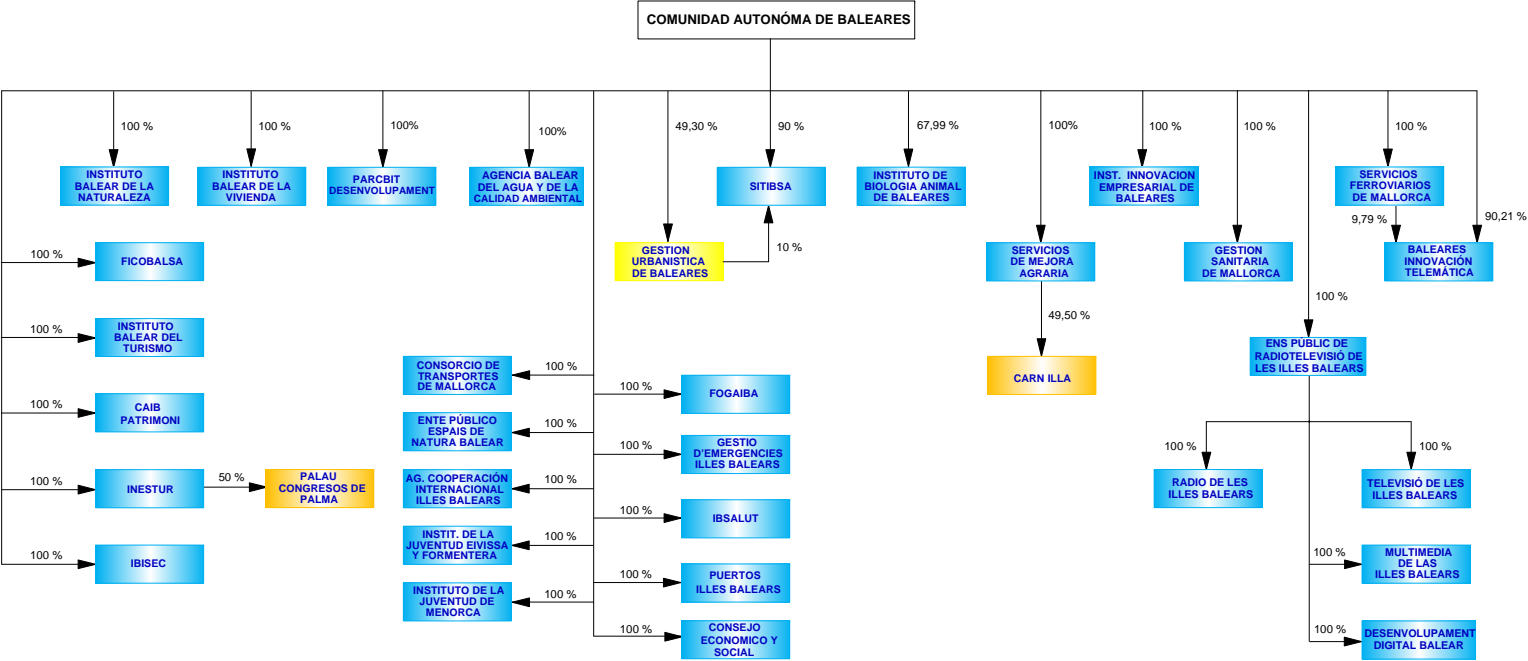 COMUNIDAD AUTONÓMA DE BALEARES
100 %
100 %
100%
100%
49,30 %
90 %
67,99 %
100%
100 %
100 %
100 %
INSTITUTO
BALEAR DE LA
NATURALEZA
INSTITUTO
BALEAR DE LA
VIVIENDA
PARCBIT
DESENVOLUPAMENT
AGENCIA BALEAR
DEL AGUA Y DE LA
CALIDAD AMBIENTAL
SITIBSA
INSTITUTO DE
BIOLOGIA ANIMAL
DE BALEARES
INST. INNOVACION
EMPRESARIAL DE
BALEARES
SERVICIOS
FERROVIARIOS
DE MALLORCA
9,79 %
90,21 %
100 %
FICOBALSA
GESTION
URBANISTICA
DE BALEARES
10 %
SERVICIOS
DE MEJORA
AGRARIA
GESTION
SANITARIA
DE MALLORCA
BALEARES
INNOVACIÓN
TELEMÁTICA
100 %
49,50 %
100 %
INSTITUTO
BALEAR DEL
TURISMO
ENS PÚBLIC DE
RADIOTELEVISIÓ DE
LES ILLES BALEARS
CONSORCIO DE
TRANSPORTES
DE MALLORCA
100 %
100 %
FOGAIBA
CARN ILLA
100 %
CAIB
PATRIMONI
ENTE PÚBLICO
ESPAIS DE
NATURA BALEAR
100 %
100 %
GESTIO
D'EMERGENCIES
ILLES BALEARS
100 %
100 %
100 %
INESTUR
50 %
PALAU
CONGRESOS DE
PALMA
AG. COOPERACIÓN
INTERNACIONAL
ILLES BALEARS
100 %
RADIO DE LES
ILLES BALEARS
TELEVISIÓ DE LES
ILLES BALEARS
100 %
IBSALUT
INSTIT. DE LA
JUVENTUD EIVISSA
Y FORMENTERA
100 %
100 %
IBISEC
100 %
MULTIMEDIA
DE LAS
ILLES BALEARS
100 %
PUERTOS
ILLES BALEARS
INSTITUTO DE LA
JUVENTUD DE
MENORCA
100 %
100 %
CONSEJO
ECONOMICO Y
SOCIAL
100 %
DESENVOLUPAMENT
DIGITAL BALEAR